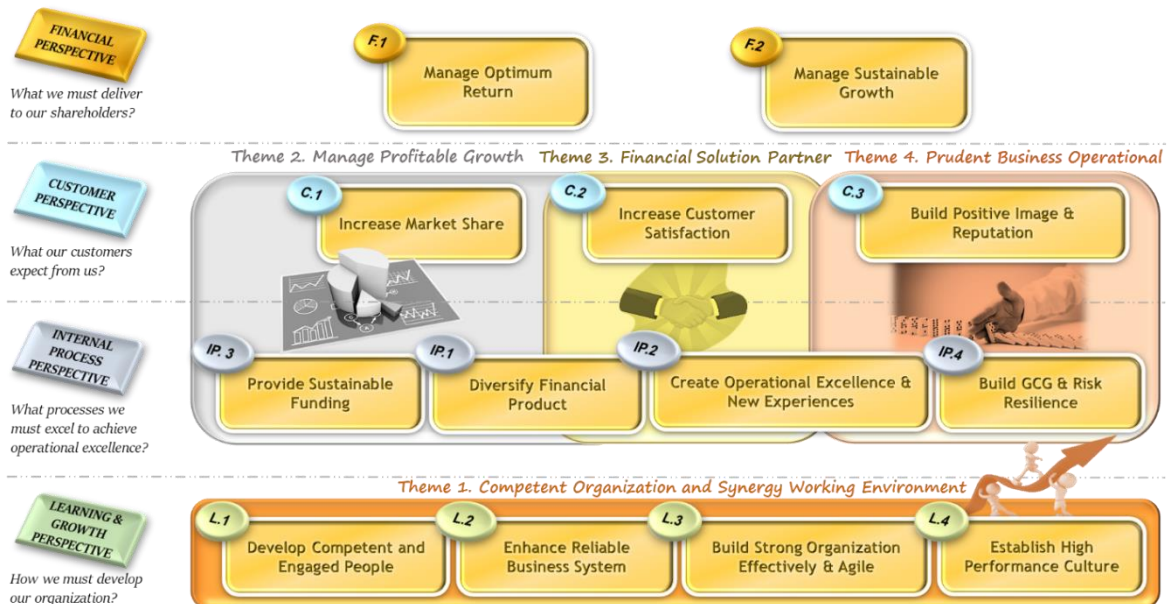 FINANCIAL
PERSPECTIVE
What we must deliver
to our shareholders?
F.1
Manage Optimum
Return
F.2
Manage Sustainable
Growth
Theme 2. Manage Profitable Growth
Theme 3. Financial Solution Partner
Theme 4. Prudent Business Operational
CUSTOMER
PERSPECTIVE
What our customers
expect from us?
C.1
Increase Market Share
C.2
Increase Customer
Satisfaction
C.3
Build Positive Image &
Reputation
INTERNAL
PROCESS
PERSPECTIVE
What processes we
must excel to achieve
operational excellence?
IP. 3
Provide Sustainable
Funding
IP.1
Diversify Financial
Product
IP.2
Create Operational Excellence &
New Experiences
IP.4
Build GCG & Risk
Resilience
Theme 1. Competent Organization and Synergy Working Environment
LEARNING &
GROWTH
PERSPECTIVE
How we must develop
our organization?
L.1
Develop Competent and
Engaged People
L.2
Enhance Reliable
Business System
L.3
Build Strong Organization
Effectively & Agile
L.4
Establish High
Performance Culture